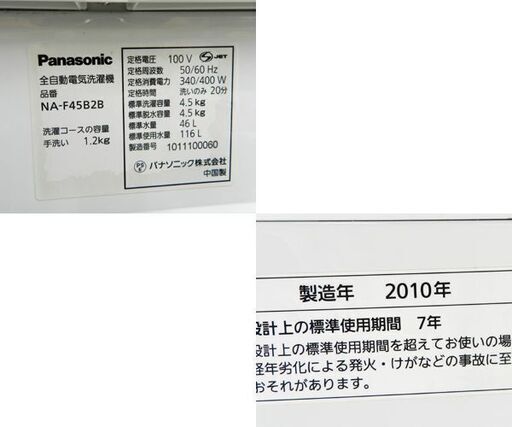 Panasonic
全自動電気洗濯機
品番
NA-F45B2B
洗濯コースの容量
手洗い 1.2kg
定格電圧 100 V JET
定格周波数 50/60 Hz
定格消費電力 340/400 W
定格時間 洗いのみ 20分
標準洗濯容量 4.5 kg
標準脱水容量 4.5 kg
標準水量 46 L
標準使用水量 116 L
製造番号 1011100060
PSE パナソニック株式会社
中国製
製造年 2010年
設計上の標準使用期間 7年
設計上の標準使用期間を超えてお使いの場
経年劣化による発火・けがなどの事故に至
おそれがあります。